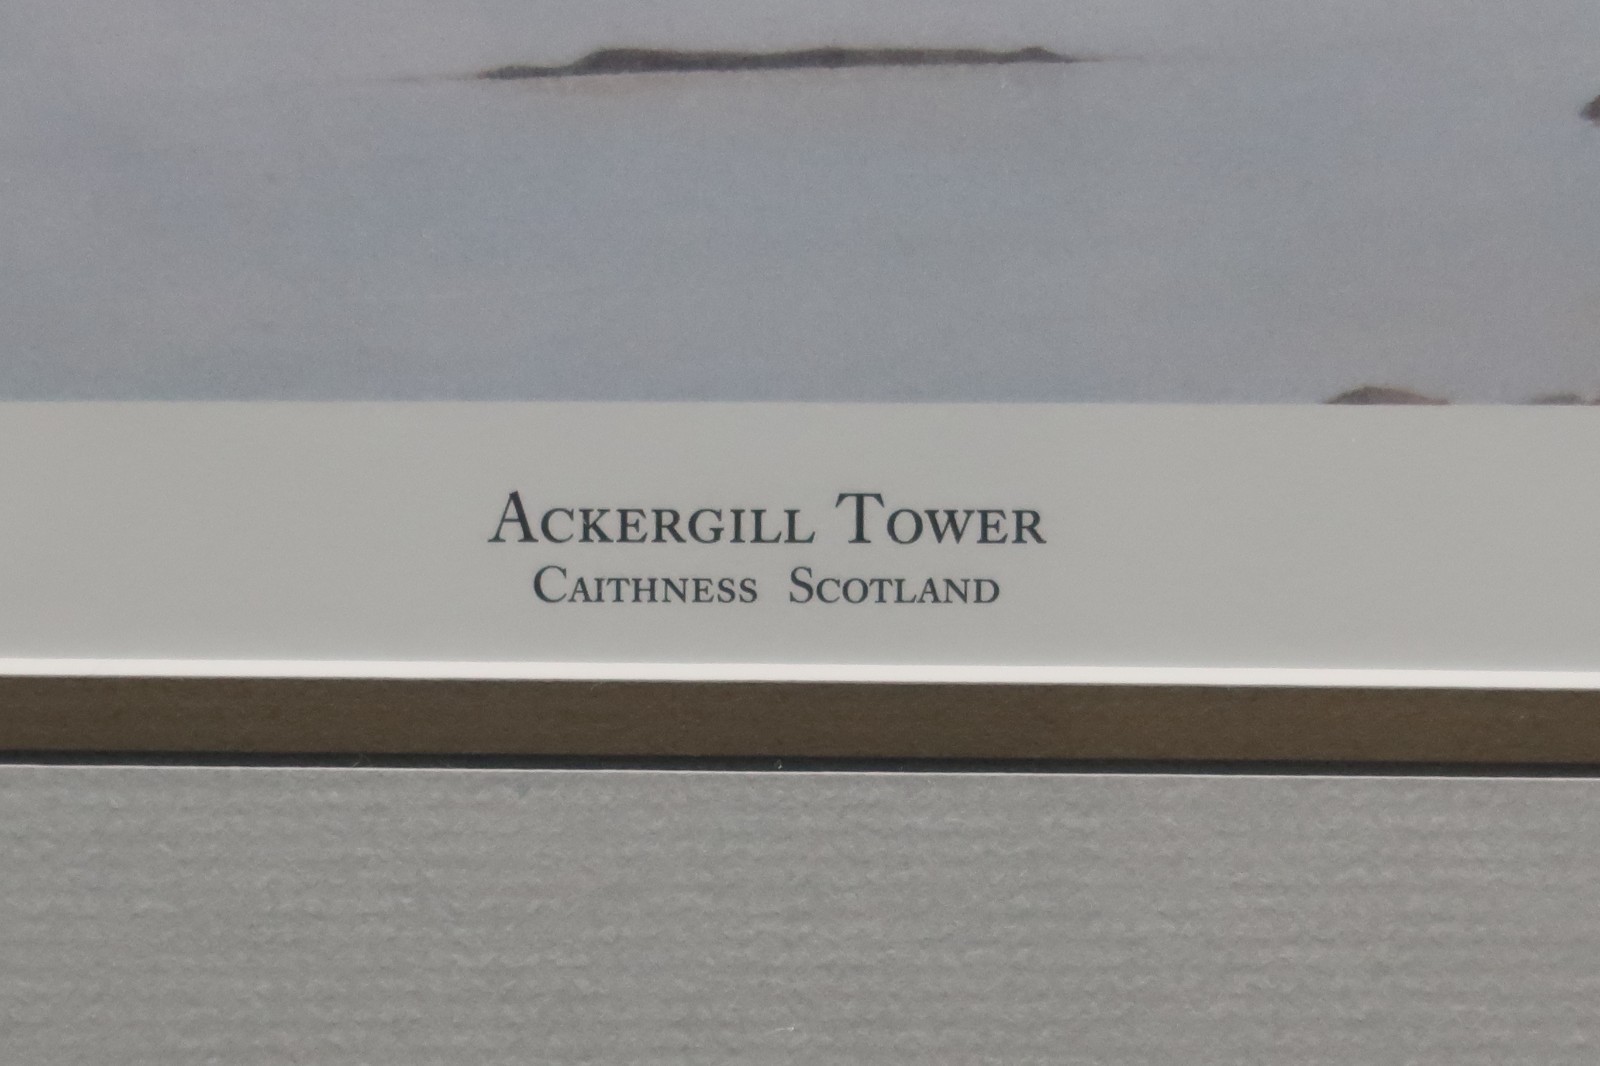 Ackergill Tower
Caithness Scotland